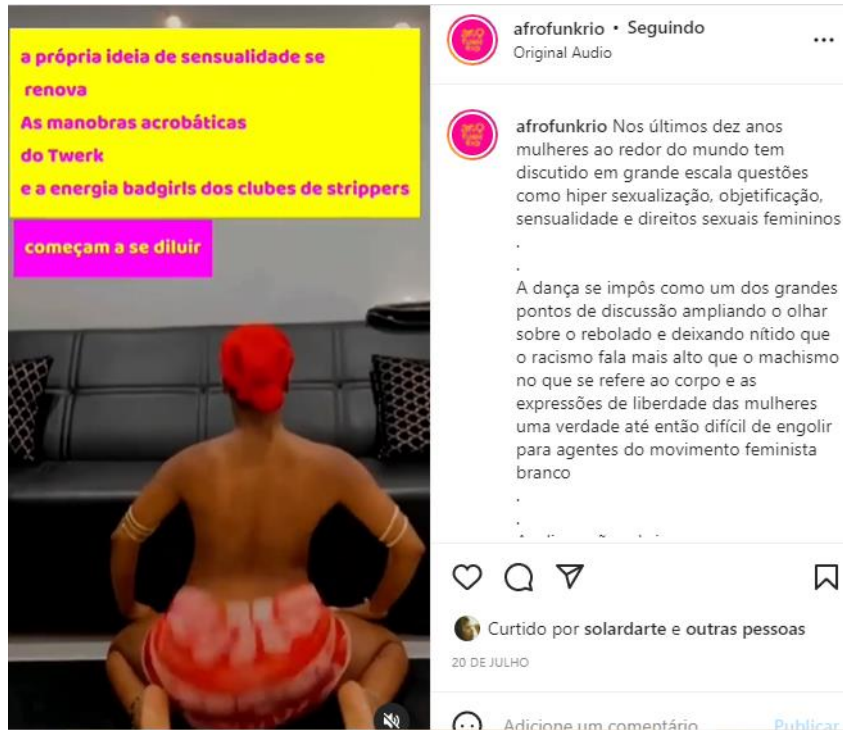 a própria ideia de sensualidade se
renova
As manobras acrobáticas
do Twerk
e a energia badgirls dos clubes de strippers
começam a se diluir
afrofunkrio • Seguindo
Original Audio
afrofunkrio Nos últimos dez anos
mulheres ao redor do mundo tem
discutido em grande escala questões
como hiper sexualização, objetificação,
sensualidade e direitos sexuais femininos
.
.
A dança se impôs como um dos grandes
pontos de discussão ampliando o olhar
sobre o rebolado e deixando nítido que
o racismo fala mais alto que o machismo
no que se refere ao corpo e as
expressões de liberdade das mulheres
uma verdade até então difícil de engolir
para agentes do movimento feminista
branco
.
.
Curtido por solardarte e outras pessoas
20 DE JULHO
Adicione um comentário
Publicar